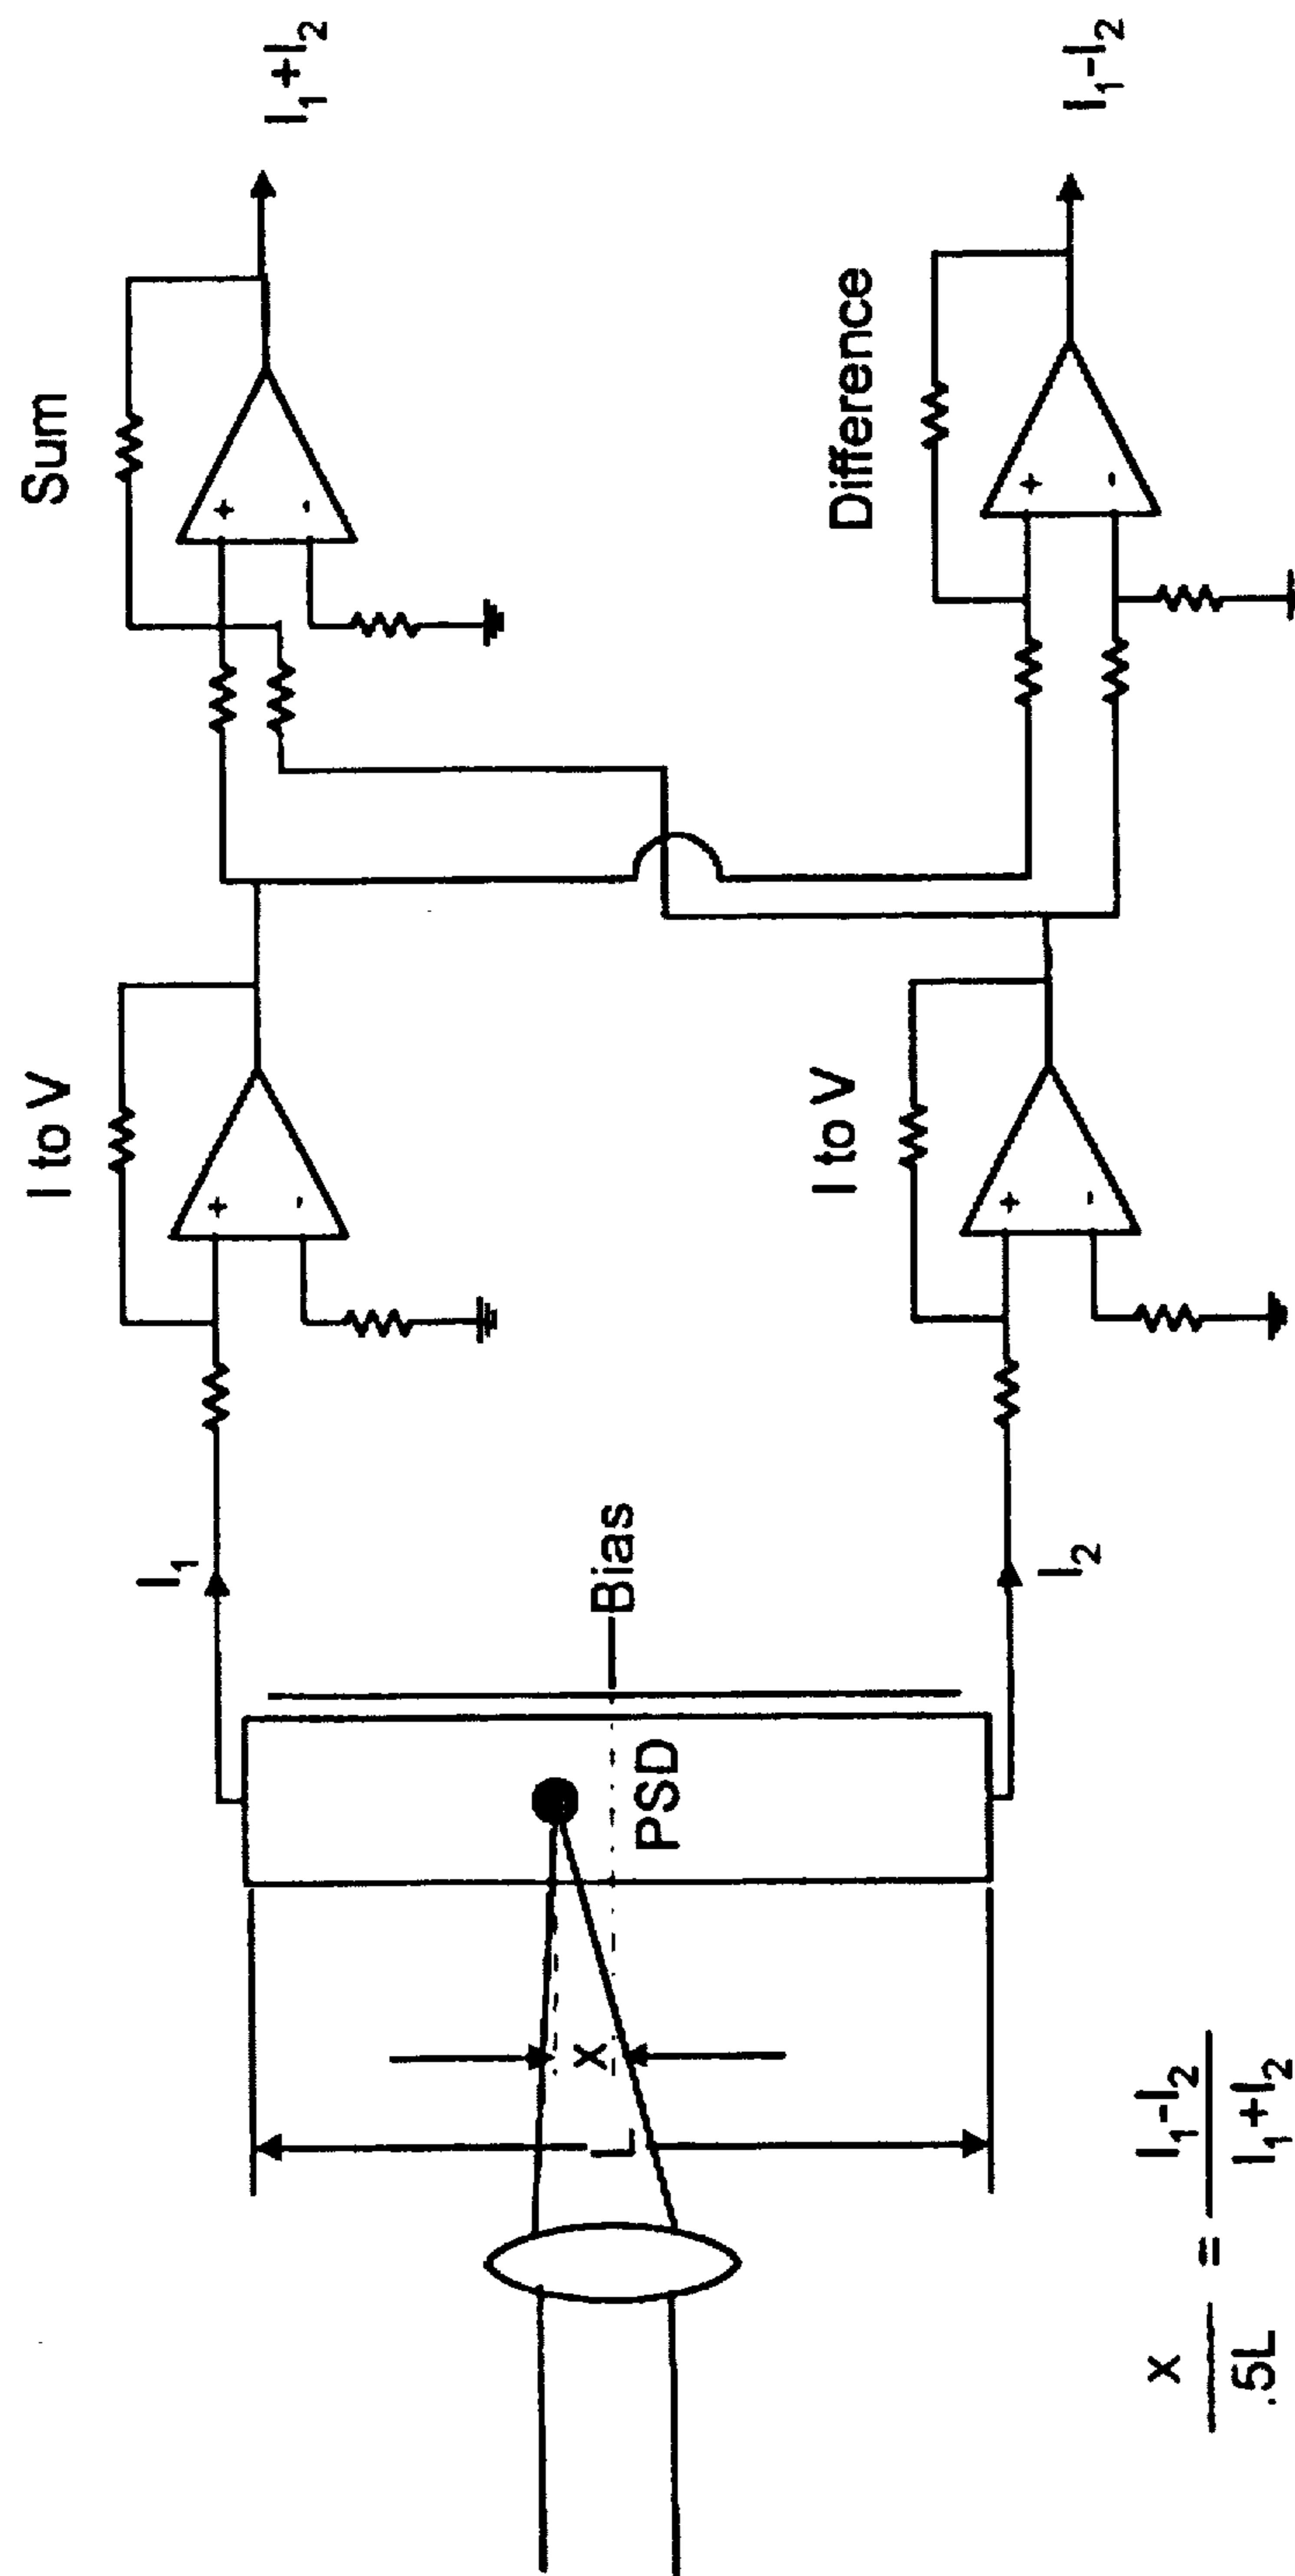 Sum
I₁+I₂
Difference
I₁-I₂
I to V
I to V
+
-
+
-
+
-
+
-
I₁
I₂
Bias
PSD
x
L
x/.5L = I₁-I₂/I₁+I₂